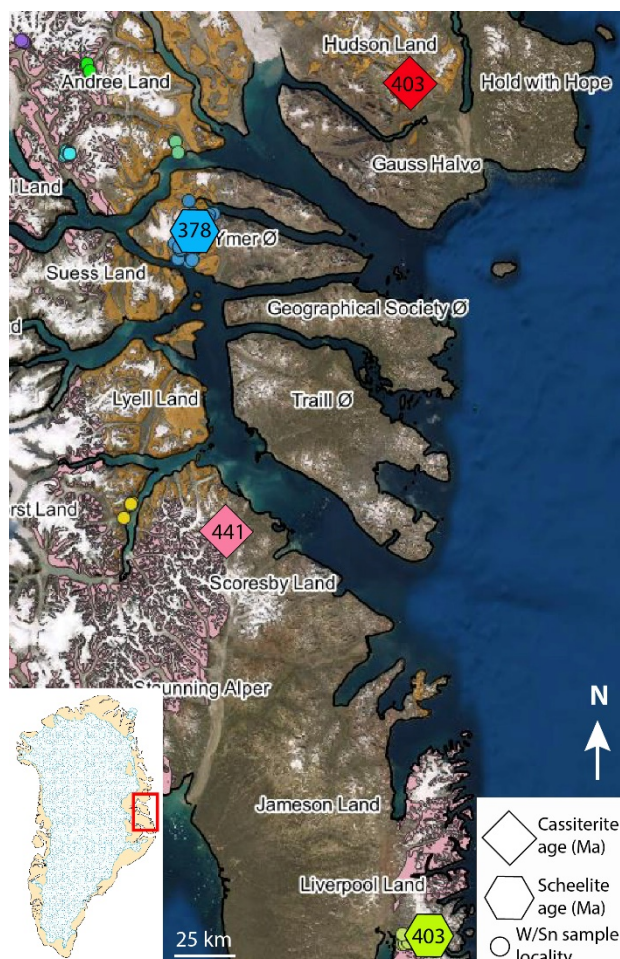 Hudson Land
403
Hold with Hope
Andree Land
Gauss Halvø
l Land
378
Ymer Ø
Suess Land
Geographical Society Ø
d
Lyell Land
Traill Ø
rst Land
441
Scoresby Land
Staunning Alper
N
Jameson Land
Cassiterite
age (Ma)
Liverpool Land
Scheelite
age (Ma)
403
25 km
W/Sn sample
locality